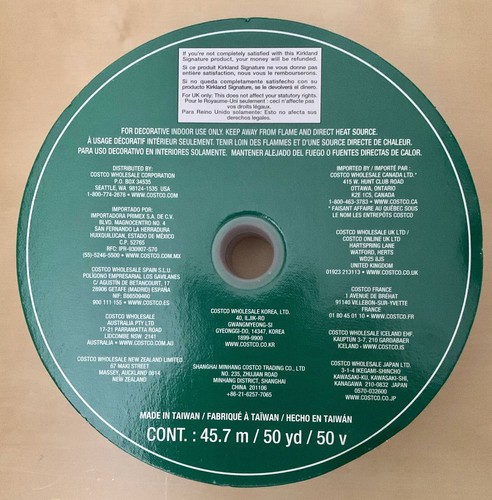 If you're not completely satisfied with this Kirkland
Signature product, your money will be refunded.
Si ce produit Kirkland Signature ne vous donne pas
entière satisfaction, nous vous le rembourserons.
Si no queda completamente satisfecho con su
producto Kirkland Signature, se le devolverá el dinero.
For UK only: This does not affect your statutory rights.
Pour le Royaume-Uni seulement : ceci n'affecte pas
vos droits légaux.
Para Reino Unido solamente: Esto no afecta sus
derechos legales.
FOR DECORATIVE INDOOR USE ONLY. KEEP AWAY FROM FLAME AND DIRECT HEAT SOURCE.
À USAGE DÉCORATIF INTÉRIEUR SEULEMENT. TENIR LOIN DES FLAMMES ET D'UNE SOURCE DIRECTE DE CHALEUR.
PARA USO DECORATIVO EN INTERIORES SOLAMENTE. MANTENER ALEJADO DEL FUEGO O FUENTES DIRECTAS DE CALOR.
DISTRIBUTED BY:
COSTCO WHOLESALE CORPORATION
P.O. BOX 34535
SEATTLE, WA 98124-1535 USA
1-800-774-2678 • WWW.COSTCO.COM
IMPORTADO POR:
IMPORTADORA PRIMEX S.A. DE C.V.
BLVD. MAGNOCENTRO NO. 4
SAN FERNANDO LA HERRADURA
HUIXQUILUCAN, ESTADO DE MÉXICO
C.P. 52765
RFC: IPR-930907-S70
(55)-5246-5500 • WWW.COSTCO.COM.MX
COSTCO WHOLESALE SPAIN S.L.U.
POLÍGONO EMPRESARIAL LOS GAVILANES
C/ AGUSTÍN DE BETANCOURT, 17
28906 GETAFE (MADRID) ESPAÑA
NIF: B86509460
900 111 155 • WWW.COSTCO.ES
COSTCO WHOLESALE
AUSTRALIA PTY LTD
17-21 PARRAMATTA ROAD
LIDCOMBE NSW 2141
AUSTRALIA • WWW.COSTCO.COM.AU
COSTCO WHOLESALE NEW ZEALAND LIMITED
67 MAKI STREET
MASSEY, AUCKLAND 0614
NEW ZEALAND
COSTCO WHOLESALE KOREA, LTD.
40, ILJIK-RO
GWANGMYEONG-SI
GYEONGGI-DO, 14347, KOREA
1899-9900
WWW.COSTCO.CO.KR
SHANGHAI MINHANG COSTCO TRADING CO., LTD
NO. 235, ZHUJIAN ROAD
MINHANG DISTRICT, SHANGHAI
CHINA 201106
+86-21-6257-7065
IMPORTED BY / IMPORTÉ PAR :
COSTCO WHOLESALE CANADA LTD.*
415 W. HUNT CLUB ROAD
OTTAWA, ONTARIO
K2E 1C5, CANADA
1-800-463-3783 • WWW.COSTCO.CA
* FAISANT AFFAIRE AU QUÉBEC SOUS
LE NOM LES ENTREPÔTS COSTCO
COSTCO WHOLESALE UK LTD /
COSTCO ONLINE UK LTD
HARTSPRING LANE
WATFORD, HERTS
WD25 8JS
UNITED KINGDOM
01923 213113 • WWW.COSTCO.CO.UK
COSTCO FRANCE
1 AVENUE DE BRÉHAT
91140 VILLEBON-SUR-YVETTE
FRANCE
01 80 45 01 10 • WWW.COSTCO.FR
COSTCO WHOLESALE ICELAND EHF.
KAUPTÚN 3-7, 210 GARDABAER
ICELAND • WWW.COSTCO.IS
COSTCO WHOLESALE JAPAN LTD.
3-1-4 IKEGAMI-SHINCHO
KAWASAKI-KU, KAWASAKI-SHI,
KANAGAWA 210-0832 JAPAN
0570-032600
WWW.COSTCO.CO.JP
MADE IN TAIWAN / FABRIQUÉ À TAÏWAN / HECHO EN TAIWÁN
CONT. : 45.7 m / 50 yd / 50 v